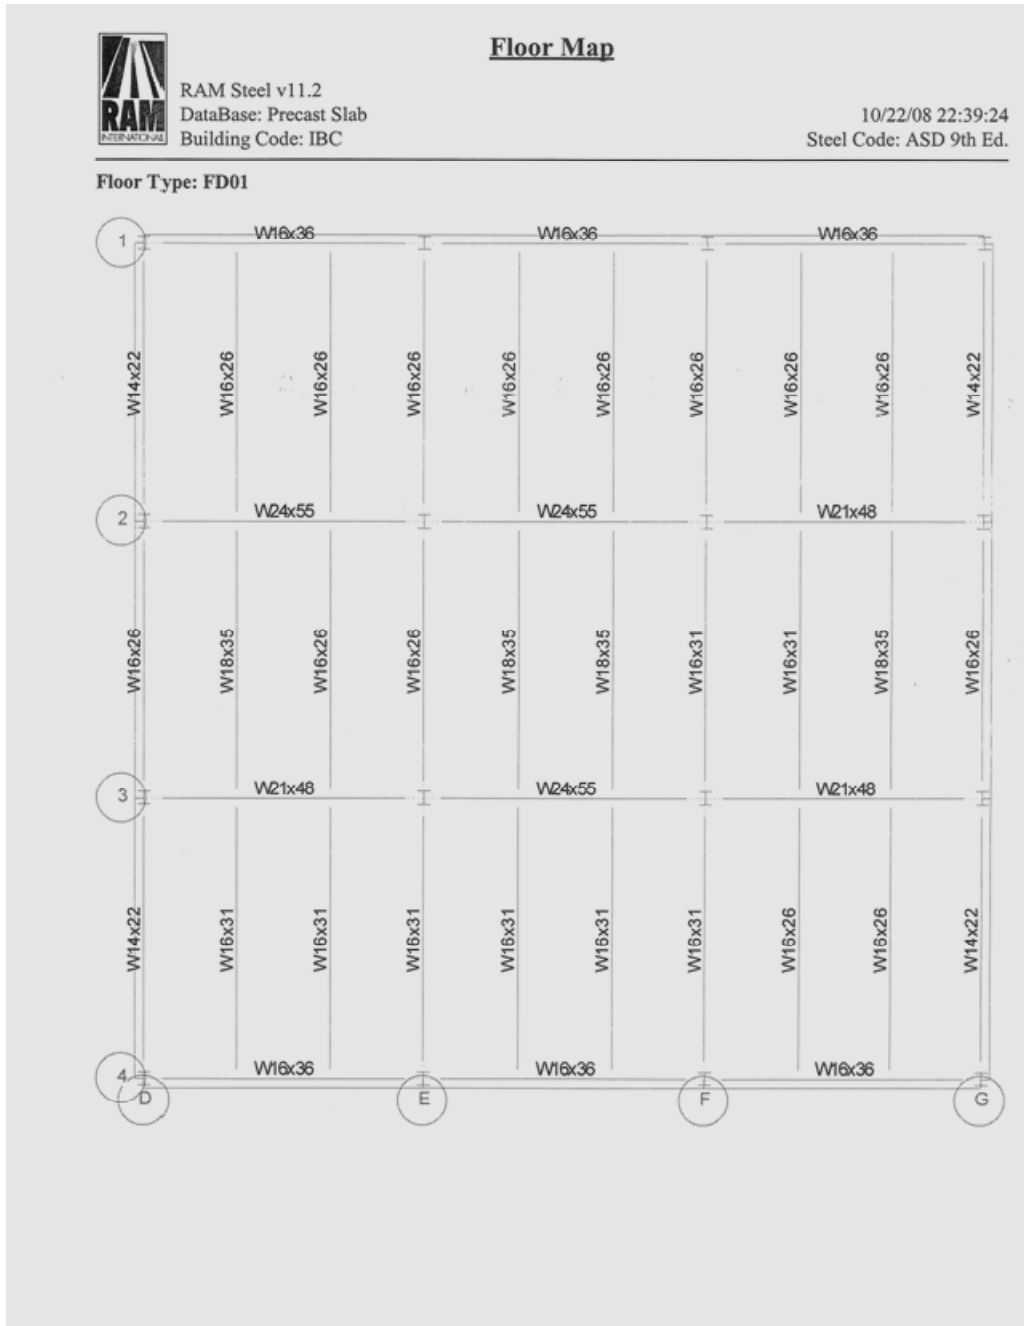 Floor Map
RAM
INTERNATIONAL
RAM Steel v11.2
DataBase: Precast Slab
Building Code: IBC
10/22/08 22:39:24
Steel Code: ASD 9th Ed.
Floor Type: FD01
1
W16x36 W16x36 W16x36
W14x22 W16x26 W16x26 W16x26 W16x26 W16x26 W16x26 W16x26 W16x26 W14x22
2
W24x55 W24x55 W21x48
W16x26 W18x35 W16x26 W16x26 W18x35 W18x35 W16x31 W16x31 W18x35 W16x26
3
W21x48 W24x55 W21x48
W14x22 W16x31 W16x31 W16x31 W16x31 W16x31 W16x31 W16x26 W16x26 W14x22
4
W16x36 W16x36 W16x36
D E F G